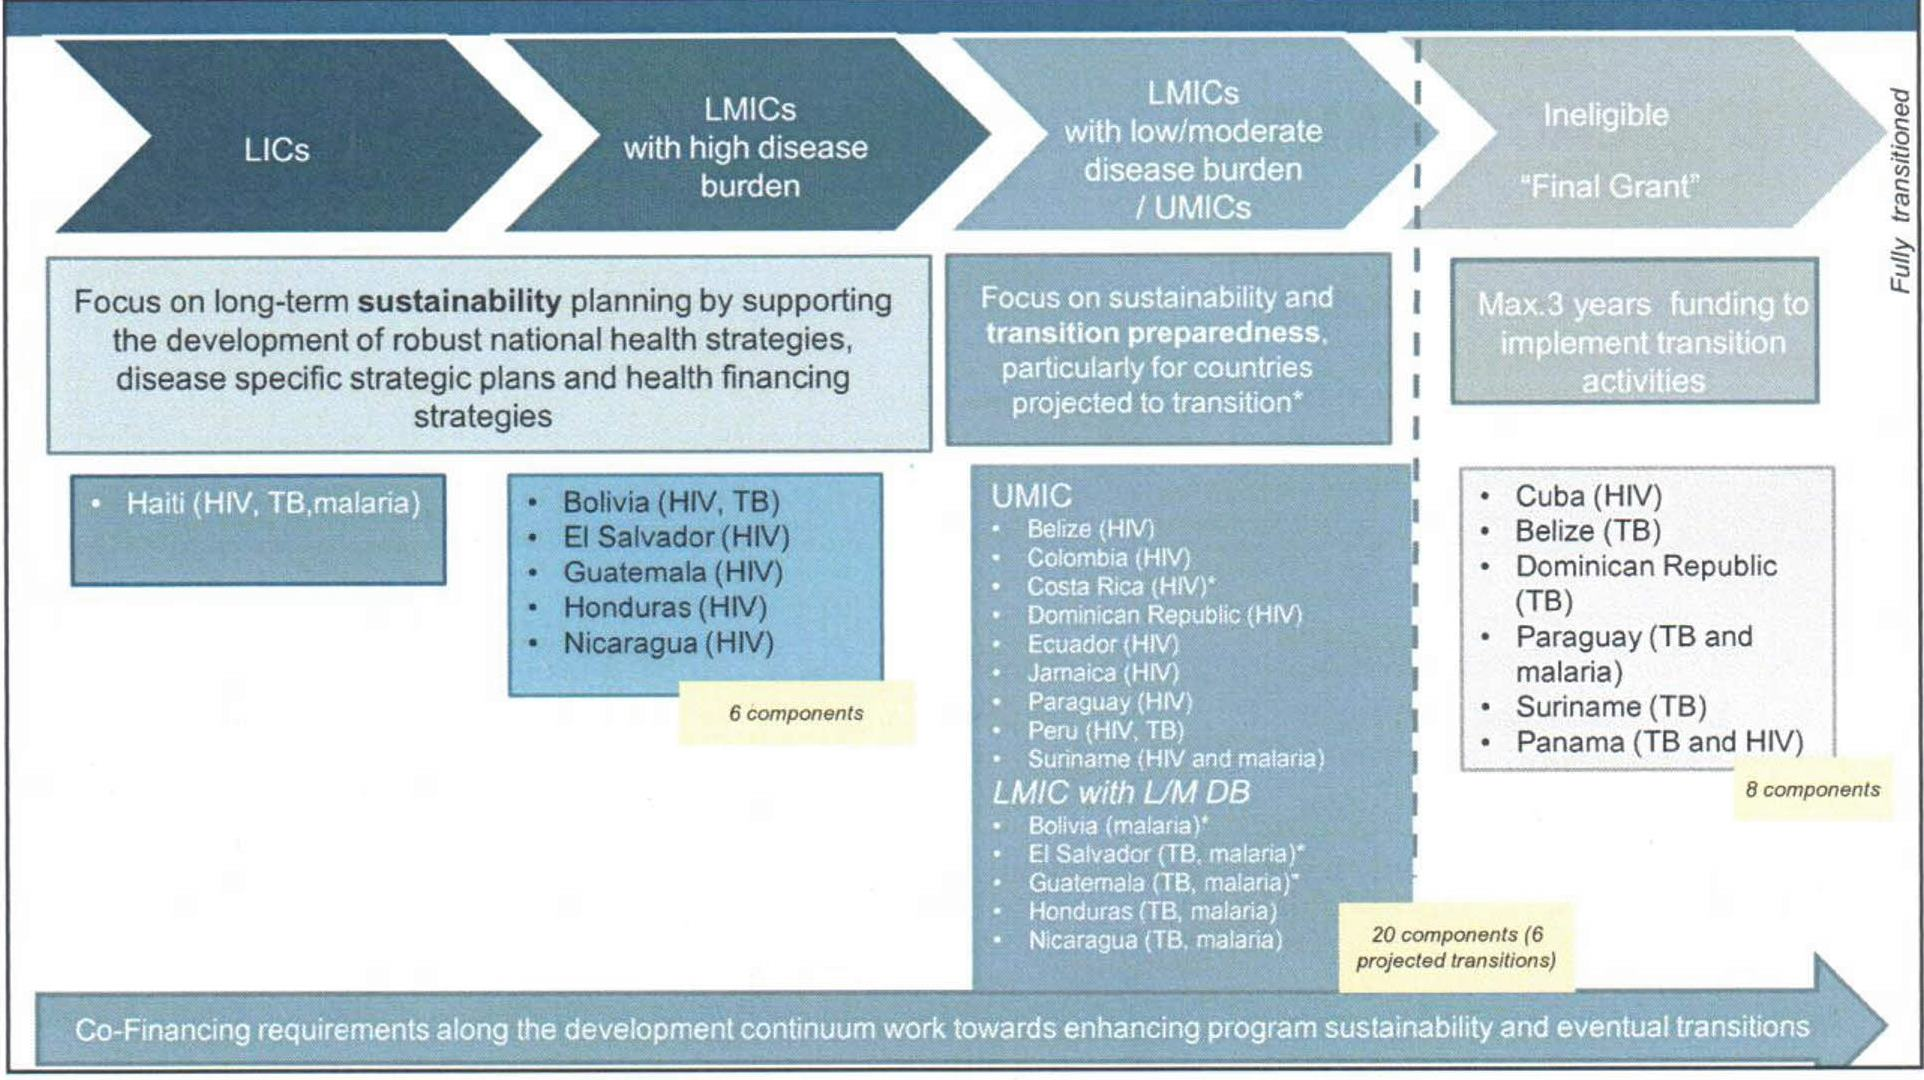 LICs
LMICs
with high disease
burden
LMICs
with low/moderate
disease burden
/ UMICs
Ineligible
“Final Grant”
Fully transitioned
Focus on long-term sustainability planning by supporting
the development of robust national health strategies,
disease specific strategic plans and health financing
strategies
Focus on sustainability and
transition preparedness,
particularly for countries
projected to transition*
Max.3 years funding to
implement transition
activities
• Haiti (HIV, TB,malaria)
• Bolivia (HIV, TB)
• El Salvador (HIV)
• Guatemala (HIV)
• Honduras (HIV)
• Nicaragua (HIV)
6 components
UMIC
• Belize (HIV)
• Colombia (HIV)
• Costa Rica (HIV)*
• Dominican Republic (HIV)
• Ecuador (HIV)
• Jamaica (HIV)
• Paraguay (HIV)
• Peru (HIV, TB)
• Suriname (HIV and malaria)
LMIC with L/M DB
• Bolivia (malaria)*
• El Salvador (TB, malaria)*
• Guatemala (TB, malaria)*
• Honduras (TB, malaria)
• Nicaragua (TB, malaria)
20 components (6
projected transitions)
• Cuba (HIV)
• Belize (TB)
• Dominican Republic
(TB)
• Paraguay (TB and
malaria)
• Suriname (TB)
• Panama (TB and HIV)
8 components
Co-Financing requirements along the development continuum work towards enhancing program sustainability and eventual transitions